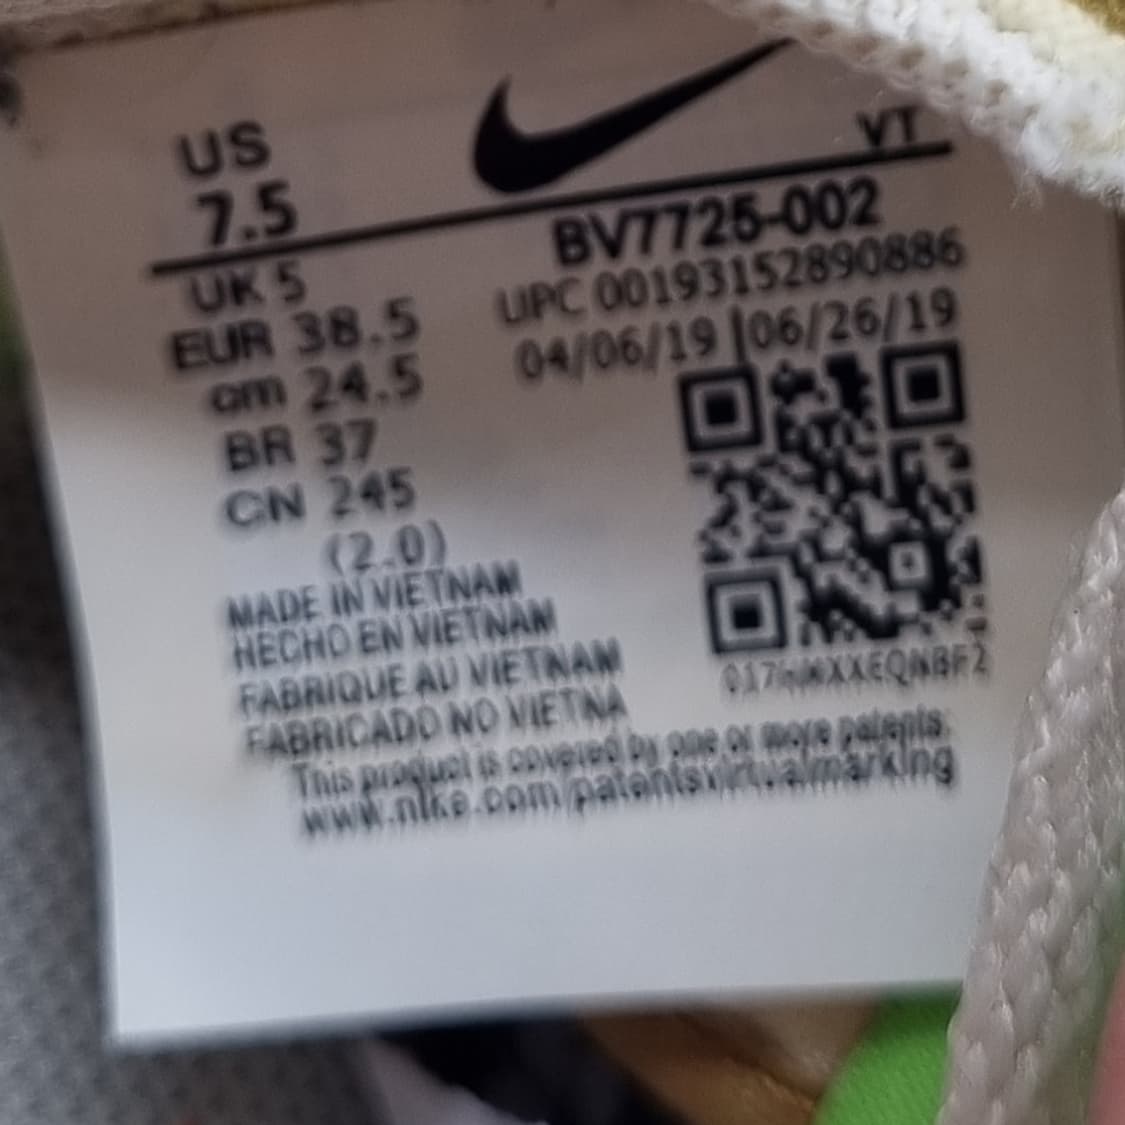 US
7.5
VT
BV7725-002
UPC 00193152890886
04/06/19 |06/26/19
UK 5
EUR 38.5
cm 24.5
BR 37
CN 245
(2.0)
MADE IN VIETNAM
HECHO EN VIETNAM
FABRIQUE AU VIETNAM
FABRICADO NO VIETNA
This product is covered by one or more patents.
www.nike.com/patentsvirtualmarking